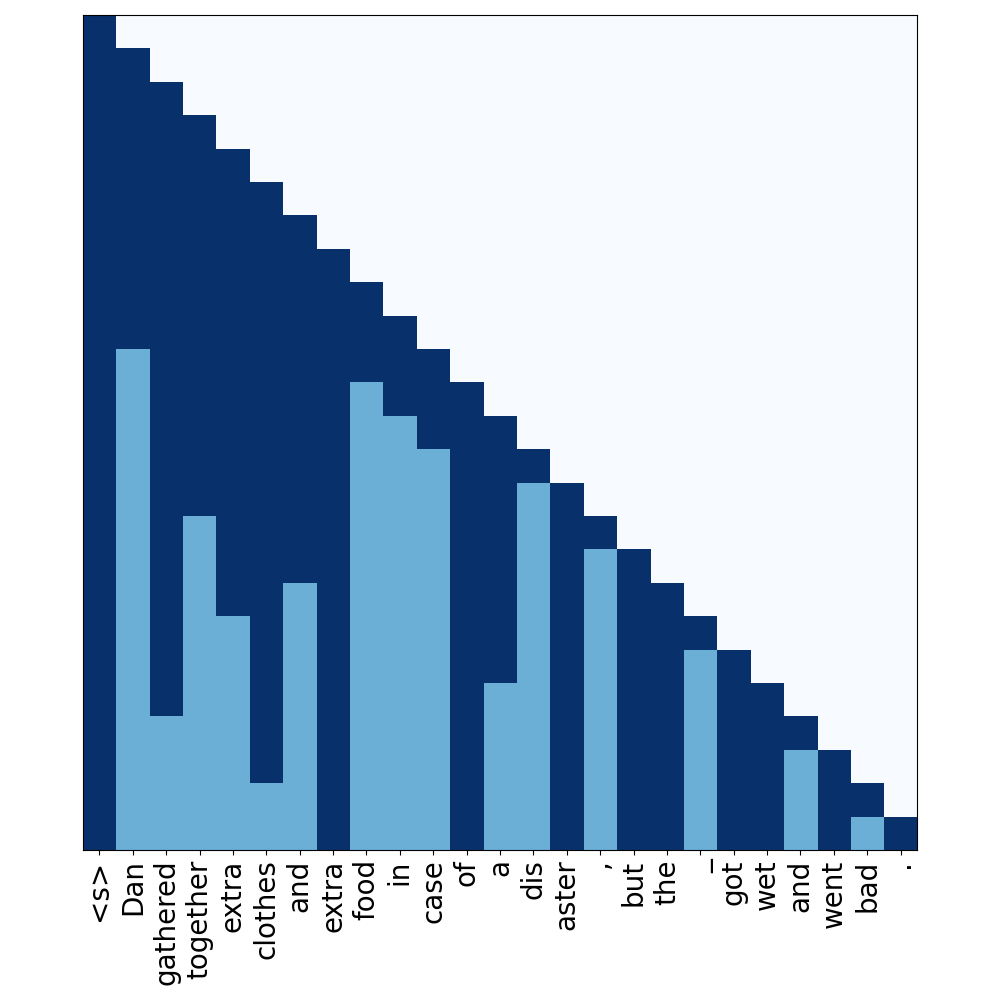 <s> Dan gathered together extra clothes and extra food in case of a dis aster , but the _ got wet and went bad .